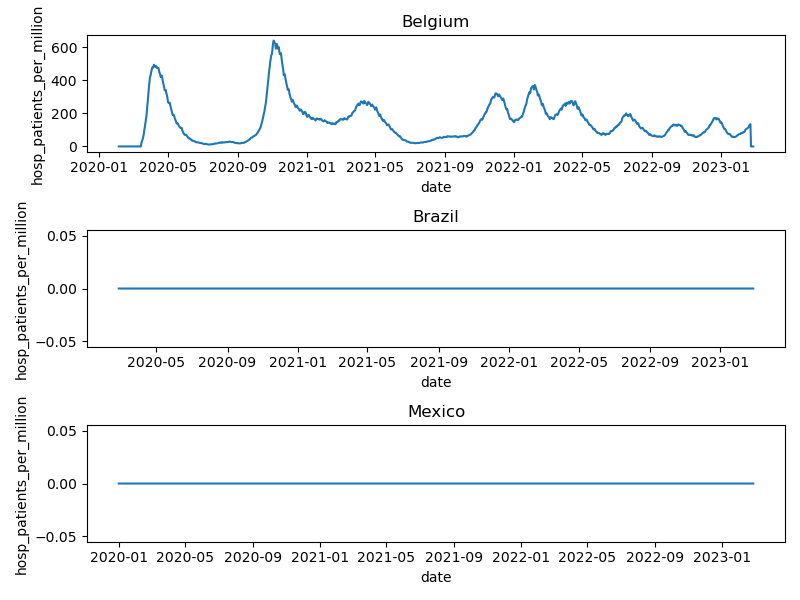 Belgium
hosp_patients_per_million
600
400
200
0
2020-01 2020-05 2020-09 2021-01 2021-05 2021-09 2022-01 2022-05 2022-09 2023-01
date
Brazil
hosp_patients_per_million
0.05
0.00
−0.05
2020-05 2020-09 2021-01 2021-05 2021-09 2022-01 2022-05 2022-09 2023-01
date
Mexico
hosp_patients_per_million
0.05
0.00
−0.05
2020-01 2020-05 2020-09 2021-01 2021-05 2021-09 2022-01 2022-05 2022-09 2023-01
date